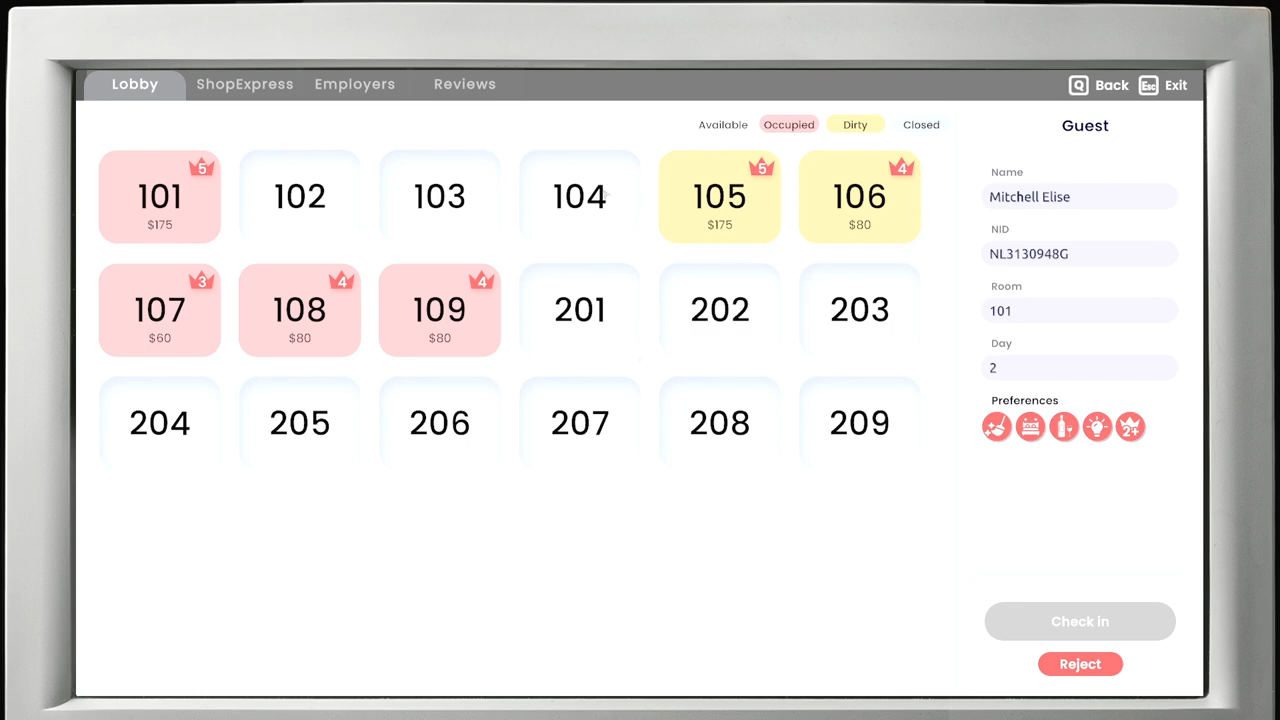 Lobby ShopExpress Employers Reviews Q Back Esc Exit
Available Occupied Dirty Closed
Guest
5
101
$175
102
103
104
5
105
$175
4
106
$80
3
107
$60
4
108
$80
4
109
$80
201
202
203
204
205
206
207
208
209
Name
Mitchell Elise
NID
NL3130948G
Room
101
Day
2
Preferences
2+
Check in
Reject